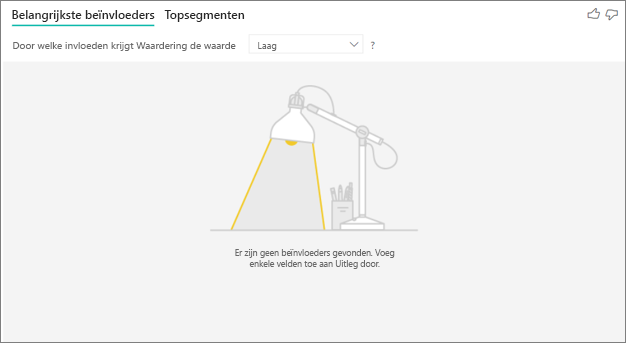 Belangrijkste beïnvloeders Topsegmenten
Door welke invloeden krijgt Waardering de waarde Laag ?
Er zijn geen beïnvloeders gevonden. Voeg
enkele velden toe aan Uitleg door.